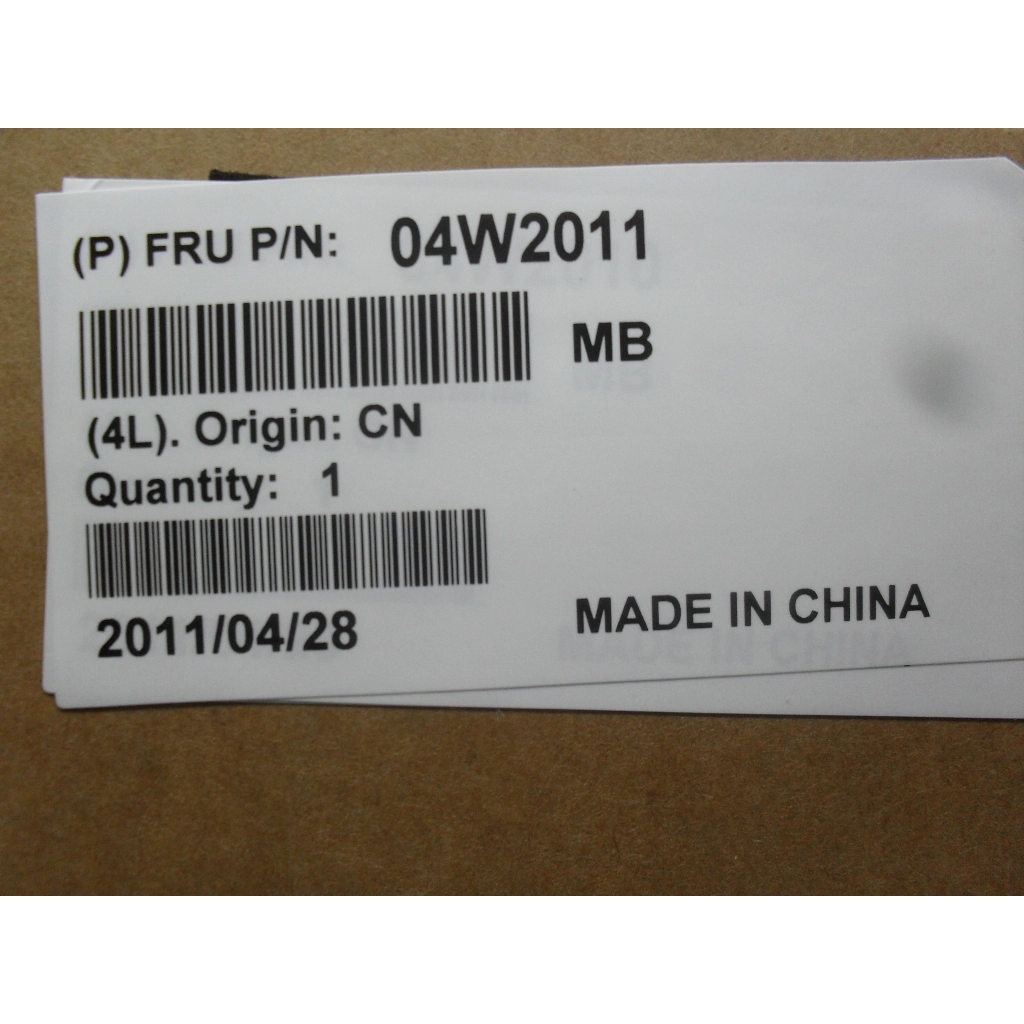 (P) FRU P/N: 04W2011
MB
(4L). Origin: CN
Quantity: 1
2011/04/28
MADE IN CHINA